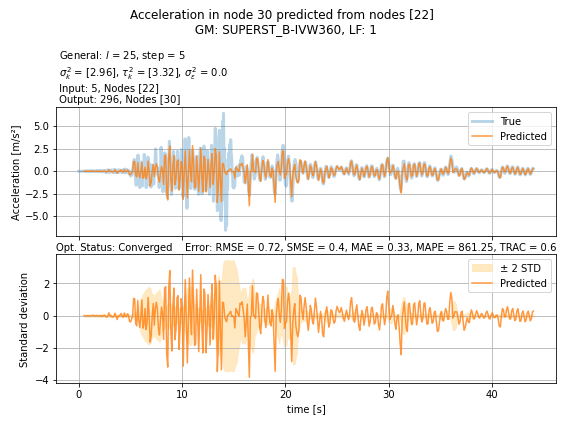 Acceleration in node 30 predicted from nodes [22]
GM: SUPERST_B-IVW360, LF: 1
General: l = 25, step = 5
σ²ₖ = [2.96], τ²ₖ = [3.32], σ²_ε = 0.0
Input: 5, Nodes [22]
Output: 296, Nodes [30]
True
Predicted
Acceleration [m/s²]
5.0
2.5
0.0
−2.5
−5.0
Opt. Status: Converged Error: RMSE = 0.72, SMSE = 0.4, MAE = 0.33, MAPE = 861.25, TRAC = 0.6
± 2 STD
Predicted
Standard deviation
2
0
−2
−4
0 10 20 30 40
time [s]